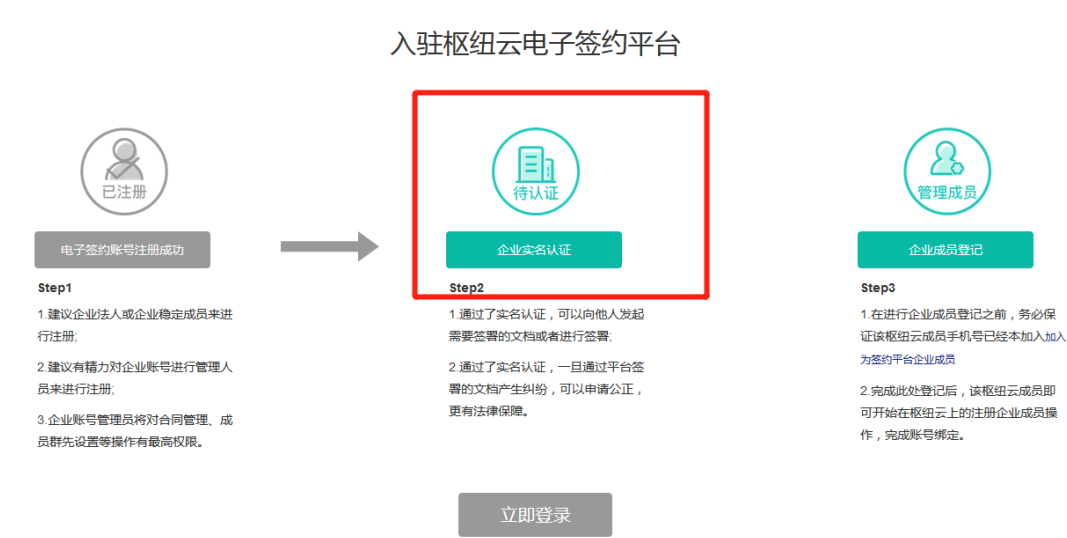 入驻枢纽云电子签约平台
已注册
电子签约账号注册成功
Step1
1.建议企业法人或企业稳定成员来进
行注册;
2.建议有精力对企业账号进行管理人
员来进行注册;
3.企业账号管理员将对合同管理、成
员群先设置等操作有最高权限。
待认证
企业实名认证
Step2
1.通过了实名认证，可以向他人发起
需要签署的文档或者进行签署;
2.通过了实名认证，一旦通过平台签
署的文档产生纠纷，可以申请公正，
更有法律保障。
管理成员
企业成员登记
Step3
1.在进行企业成员登记之前，务必保
证该枢纽云成员手机号已经本加入加入
为签约平台企业成员
2.完成此处登记后，该枢纽云成员即
可开始在枢纽云上的注册企业成员操
作，完成账号绑定。
立即登录